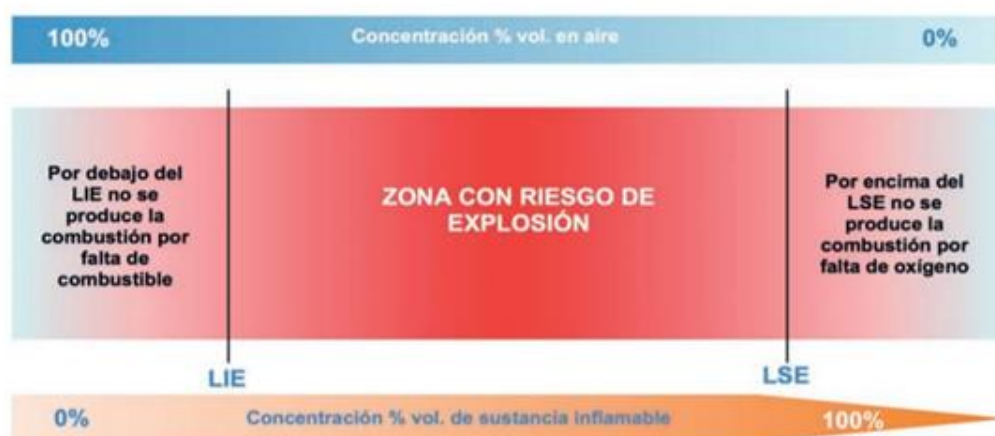 100% Concentración % vol. en aire 0%
Por debajo del
LIE no se
produce la
combustión por
falta de
combustible
ZONA CON RIESGO DE
EXPLOSIÓN
Por encima del
LSE no se
produce la
combustión por
falta de oxígeno
LIE
LSE
0% Concentración % vol. de sustancia inflamable 100%